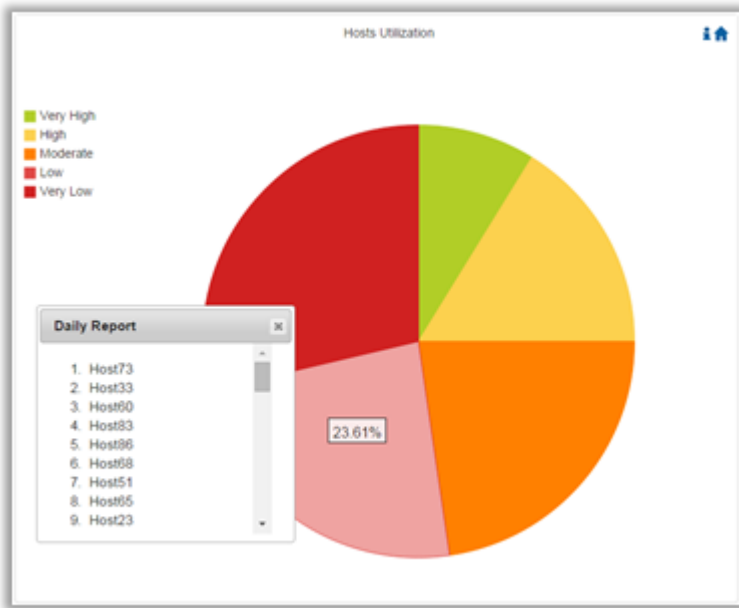 Hosts Utilization
Very High
High
Moderate
Low
Very Low
Daily Report
1. Host73
2. Host33
3. Host60
4. Host83
5. Host86
6. Host68
7. Host51
8. Host65
9. Host23
23.61%